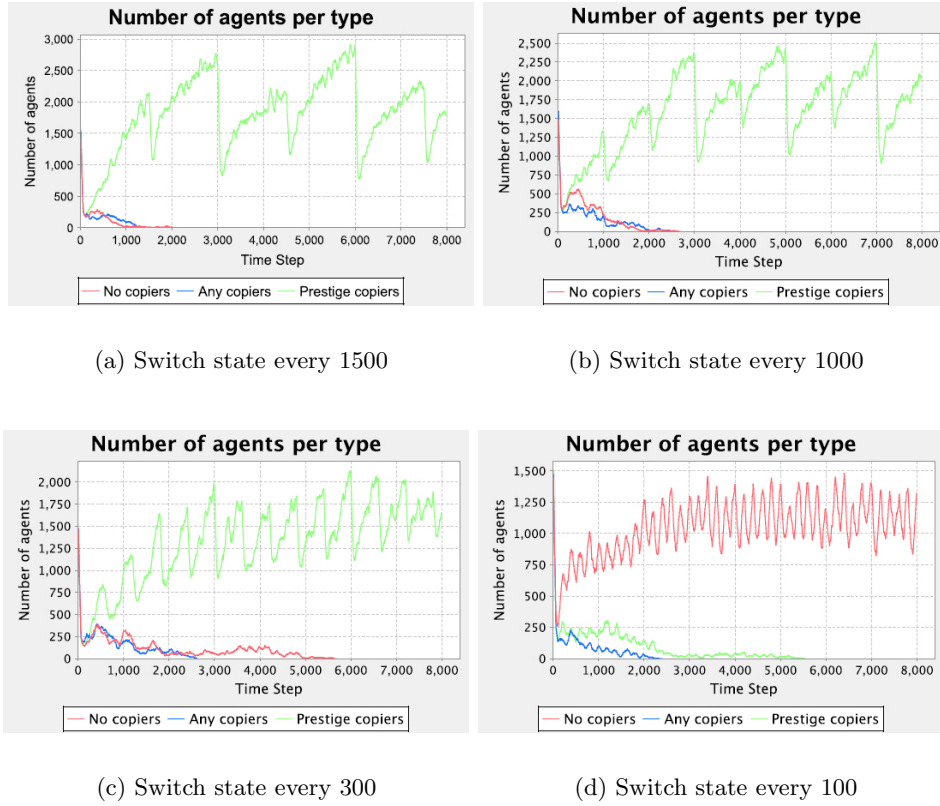 Number of agents per type
Number of agents
3,000
2,500
2,000
1,500
1,000
500
0
0 1,000 2,000 3,000 4,000 5,000 6,000 7,000 8,000
Time Step
No copiers Any copiers Prestige copiers
(a) Switch state every 1500
Number of agents per type
Number of agents
2,500
2,250
2,000
1,750
1,500
1,250
1,000
750
500
250
0
0 1,000 2,000 3,000 4,000 5,000 6,000 7,000 8,000
Time Step
No copiers Any copiers Prestige copiers
(b) Switch state every 1000
Number of agents per type
Number of agents
2,000
1,750
1,500
1,250
1,000
750
500
250
0
0 1,000 2,000 3,000 4,000 5,000 6,000 7,000 8,000
Time Step
No copiers Any copiers Prestige copiers
(c) Switch state every 300
Number of agents per type
Number of agents
1,500
1,250
1,000
750
500
250
0
0 1,000 2,000 3,000 4,000 5,000 6,000 7,000 8,000
Time Step
No copiers Any copiers Prestige copiers
(d) Switch state every 100